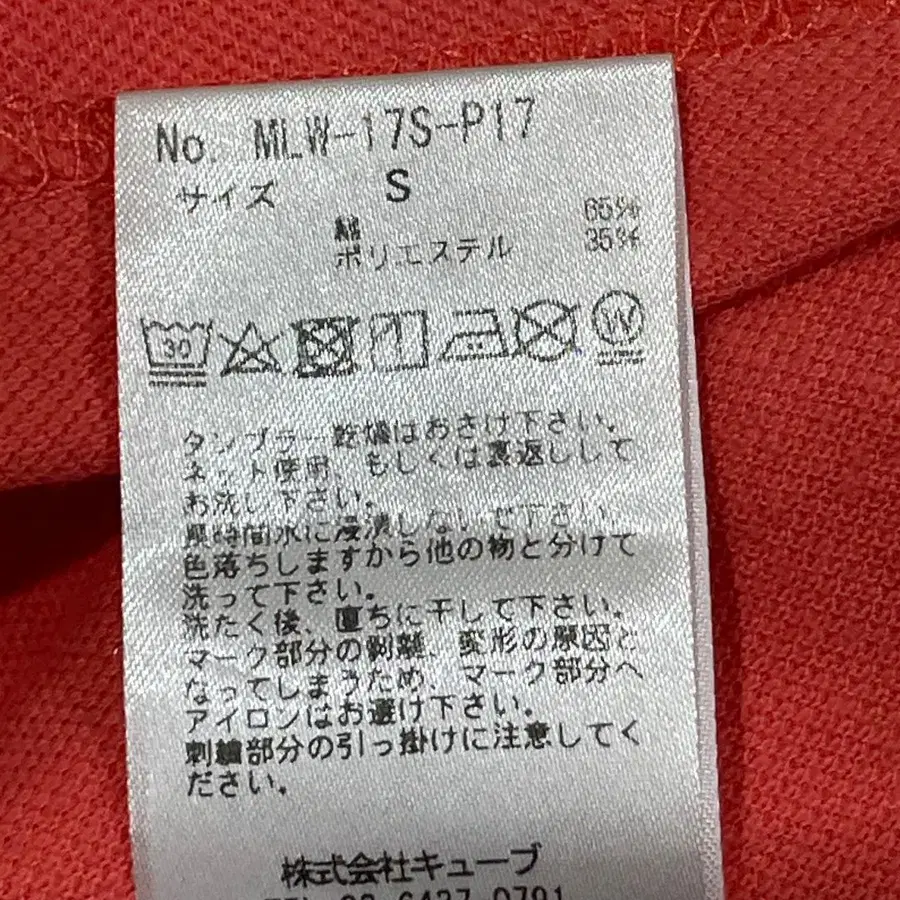 No. MLW-17S-P17
サイズ S
綿 65%
ポリエステル 35%
30
W
タンブラー乾燥はおさけ下さい。
ネット使用、もしくは裏返しして
お洗い下さい。
長時間水に浸漬しないで下さい。
色落ちしますから他の物と分けて
洗って下さい。
洗たく後、直ちに干して下さい。
マーク部分の剥離、変形の原因と
なってしまうため、マーク部分へ
アイロンはお避け下さい。
刺繍部分の引っ掛けに注意してく
ださい。
株式会社キューブ
TEL 03-6427-0791